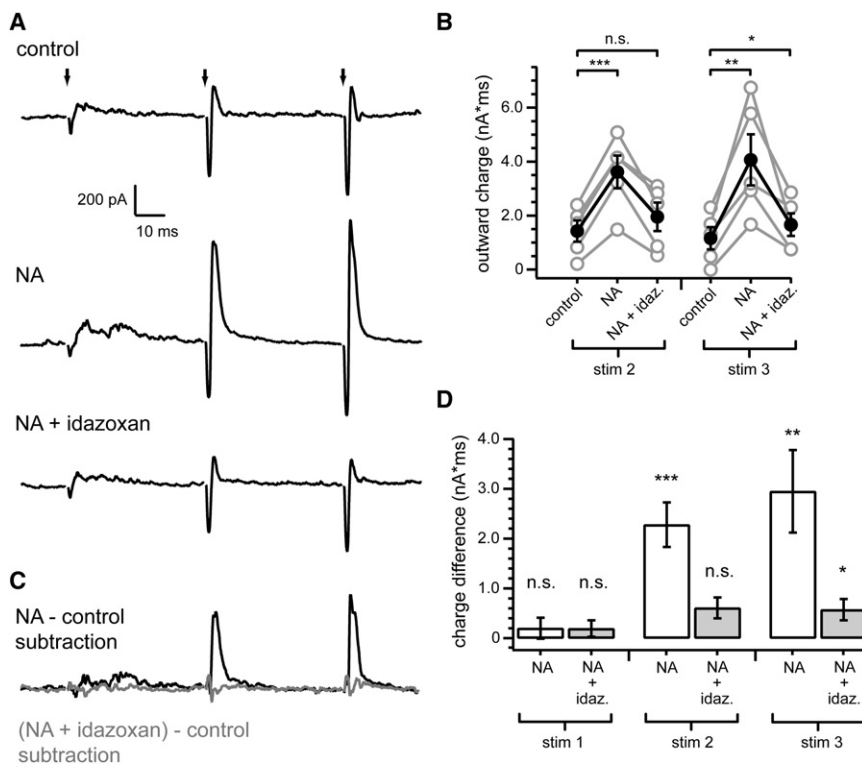 A
control
200 pA
10 ms
NA
NA + idazoxan
B
n.s.
*
***
**
outward charge (nA*ms)
6.0
4.0
2.0
0
control
NA
NA + idaz.
control
NA
NA + idaz.
stim 2
stim 3
C
NA - control
subtraction
(NA + idazoxan) - control
subtraction
D
charge difference (nA*ms)
4.0
3.0
2.0
1.0
0
n.s.
n.s.
***
n.s.
**
*
NA
NA
+
idaz.
NA
NA
+
idaz.
NA
NA
+
idaz.
stim 1
stim 2
stim 3